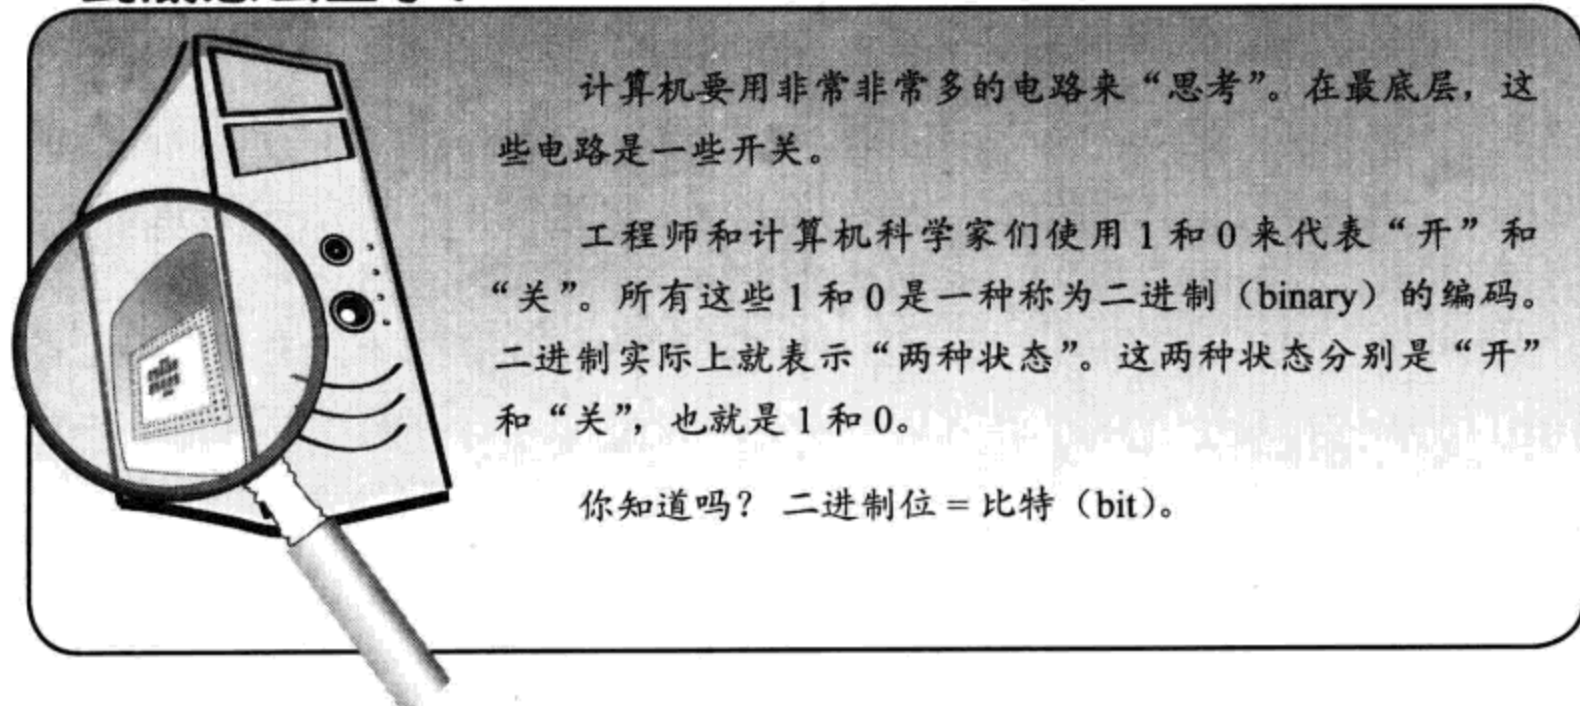 计算机要用非常非常多的电路来“思考”。在最底层，这
些电路是一些开关。
工程师和计算机科学家们使用 1 和 0 来代表“开”和
“关”。所有这些 1 和 0 是一种称为二进制（binary）的编码。
二进制实际上就表示“两种状态”。这两种状态分别是“开”
和“关”，也就是 1 和 0。
你知道吗？ 二进制位 = 比特（bit）。